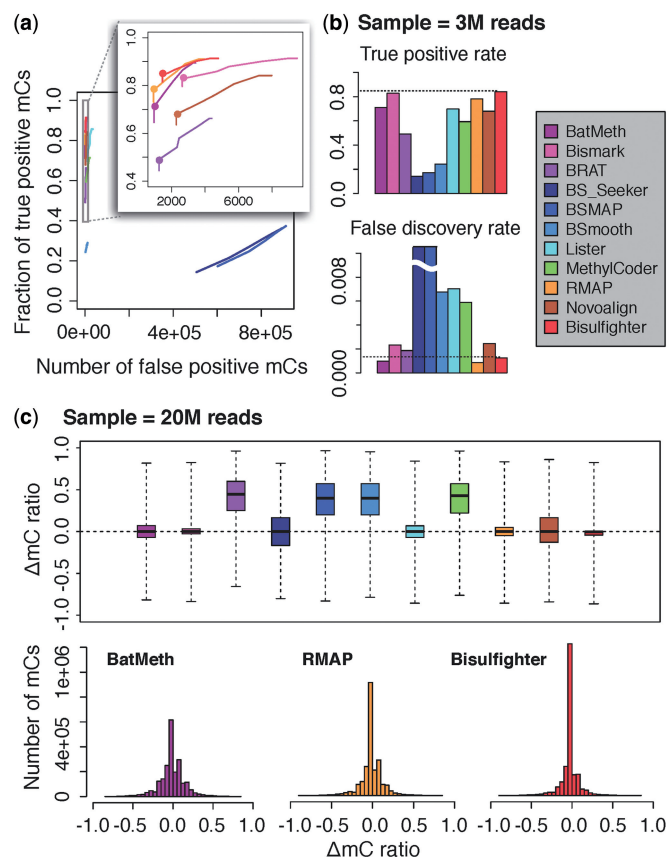 (a)
Fraction of true positive mCs
0.0 0.2 0.4 0.6 0.8 1.0
0.4 0.5 0.6 0.7 0.8 0.9 1.0
2000 6000
0e+00 4e+05 8e+05
Number of false positive mCs
(b) Sample = 3M reads
True positive rate
0.0 0.4 0.8
False discovery rate
0.000 0.008
BatMeth
Bismark
BRAT
BS_Seeker
BSMAP
BSmooth
Lister
MethylCoder
RMAP
Novoalign
Bisulfighter
(c) Sample = 20M reads
ΔmC ratio
-1.0 -0.5 0.0 0.5 1.0
Number of mCs
0 4e+05 1e+06
BatMeth
RMAP
Bisulfighter
-1.0 -0.5 0.0 0.5 1.0
-1.0 -0.5 0.0 0.5 1.0
-1.0 -0.5 0.0 0.5 1.0
ΔmC ratio